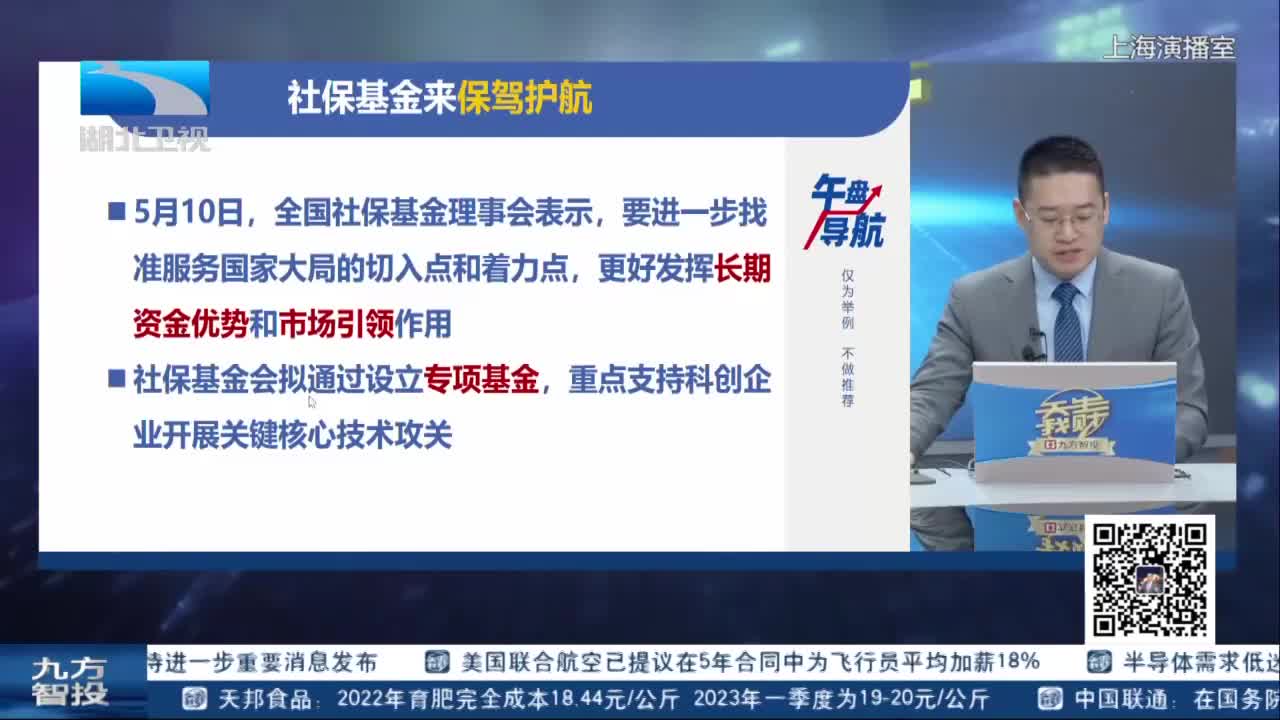 上海演播室
社保基金来保驾护航
湖北卫视
5月10日，全国社保基金理事会表示，要进一步找
准服务国家大局的切入点和着力点，更好发挥长期
资金优势和市场引领作用
社保基金会拟通过设立专项基金，重点支持科创企
业开展关键核心技术攻关
午盘
导航
仅为举例 不做推荐
天生
我财
九方智投
九方
智投
待进一步重要消息发布 美国联合航空已提议在5年合同中为飞行员平均加薪18% 半导体需求低迷
天邦食品：2022年育肥完全成本18.44元/公斤 2023年一季度为19-20元/公斤 中国联通：在国务院